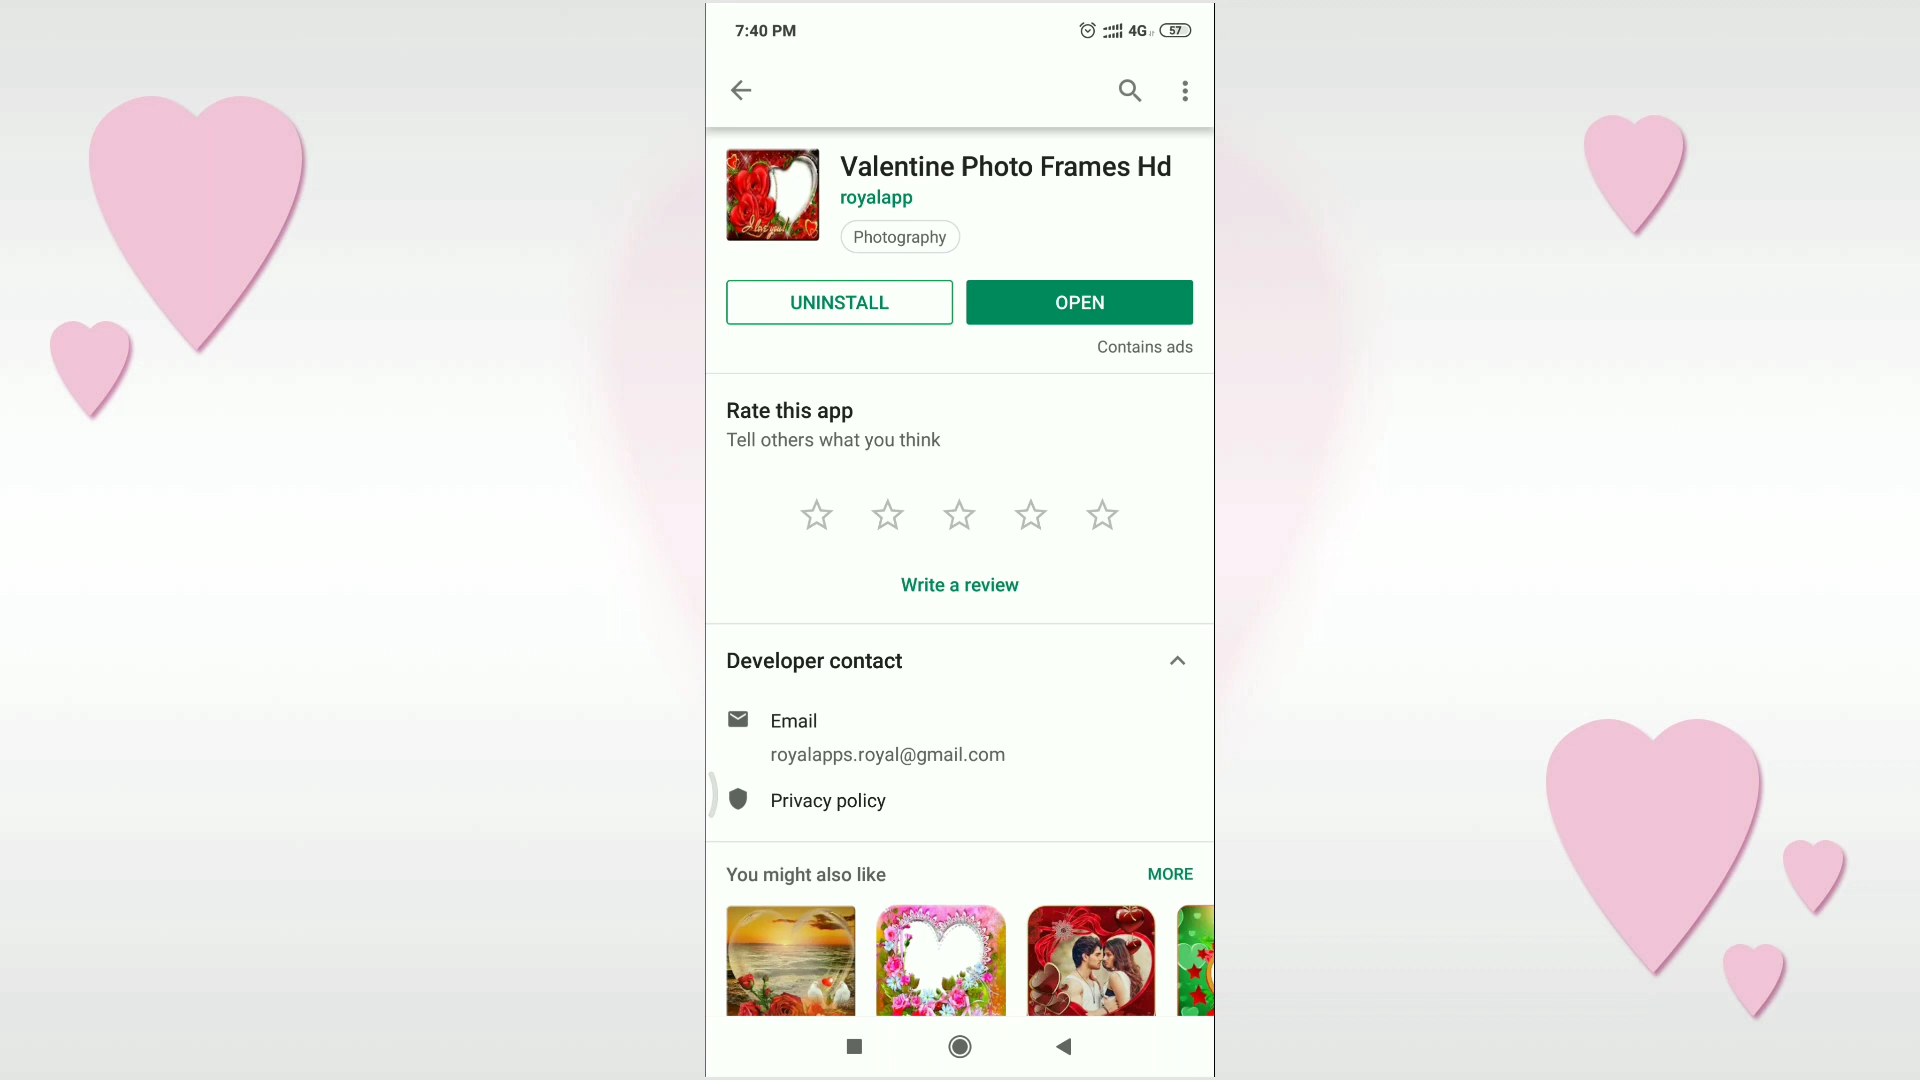 7:40 PM
4G
57
Valentine Photo Frames Hd
royalapp
Photography
UNINSTALL
OPEN
Contains ads
Rate this app
Tell others what you think
Write a review
Developer contact
Email
royalapps.royal@gmail.com
Privacy policy
You might also like
MORE